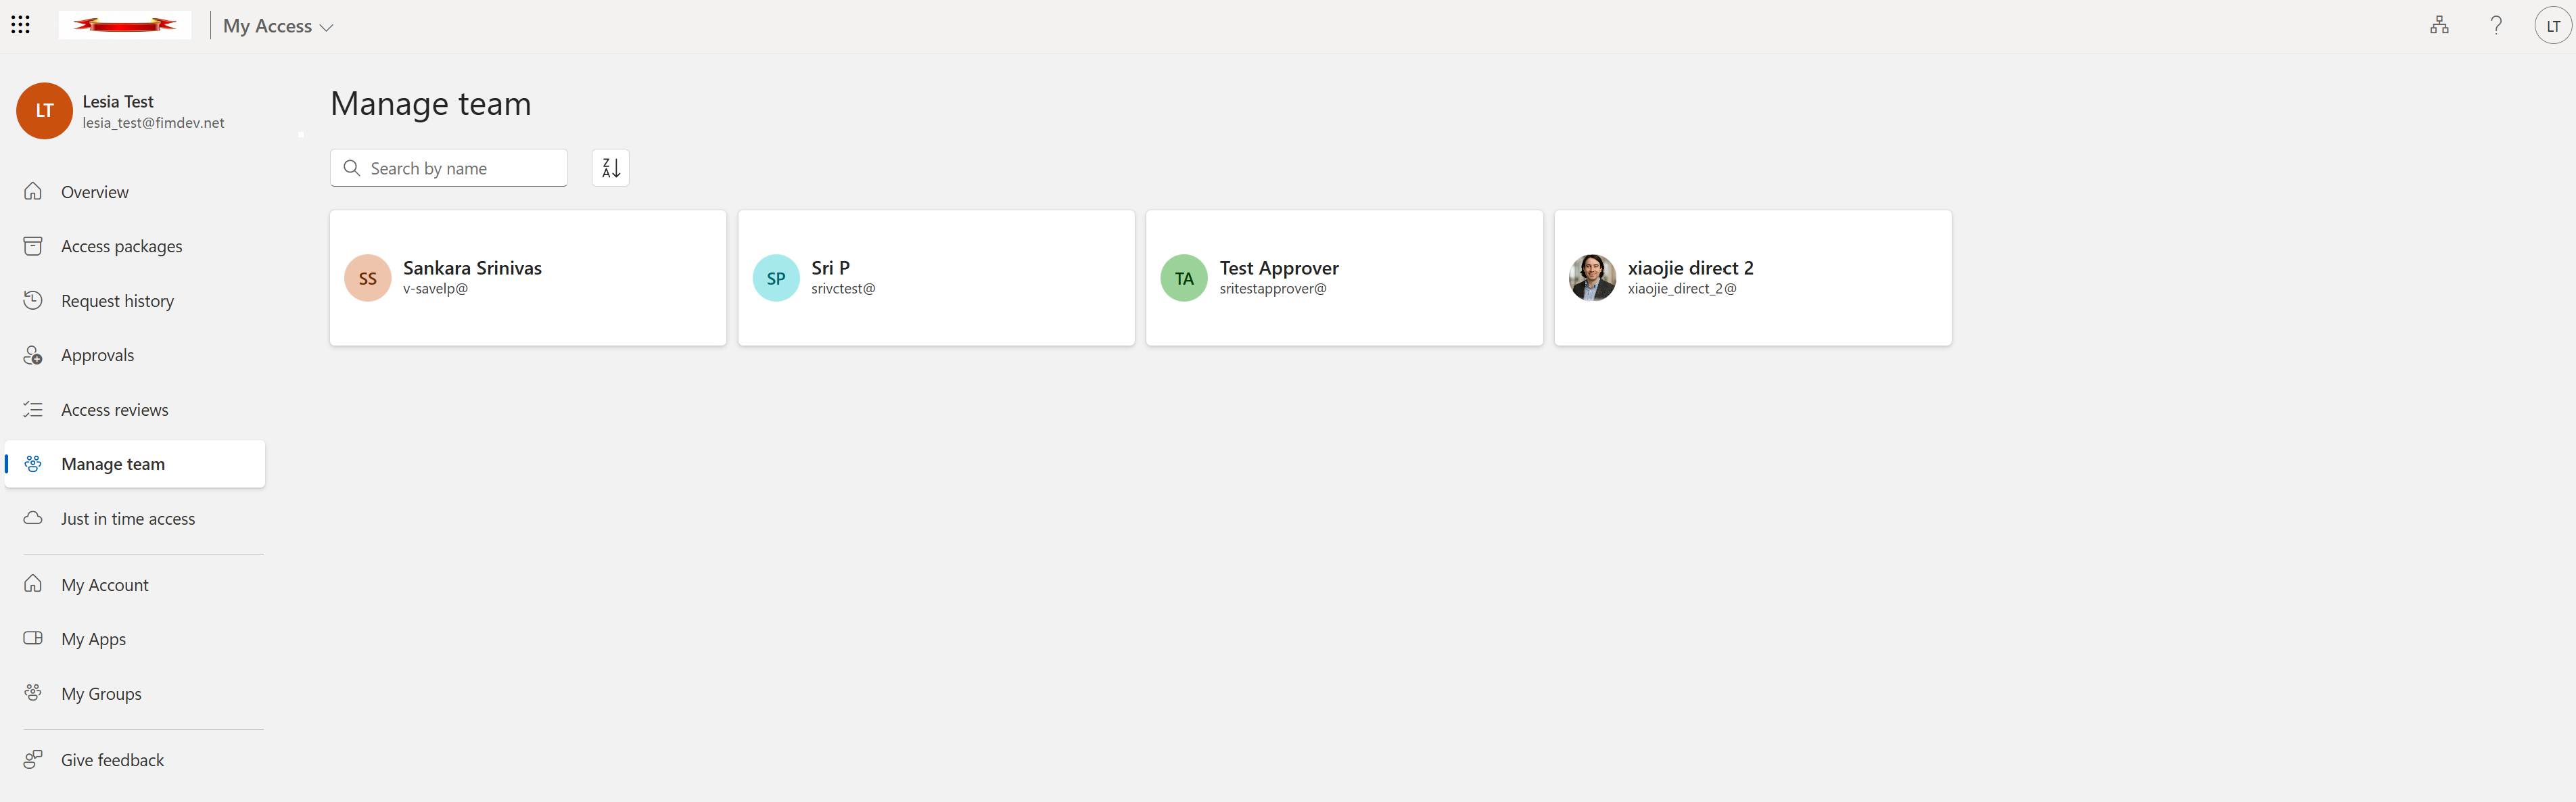 My Access
LT
LT
Lesia Test
lesia_test@fimdev.net
Overview
Access packages
Request history
Approvals
Access reviews
Manage team
Just in time access
My Account
My Apps
My Groups
Give feedback
Manage team
Search by name
Z
A
SS
Sankara Srinivas
v-savelp@
SP
Sri P
srivctest@
TA
Test Approver
sritestapprover@
xiaojie direct 2
xiaojie_direct_2@